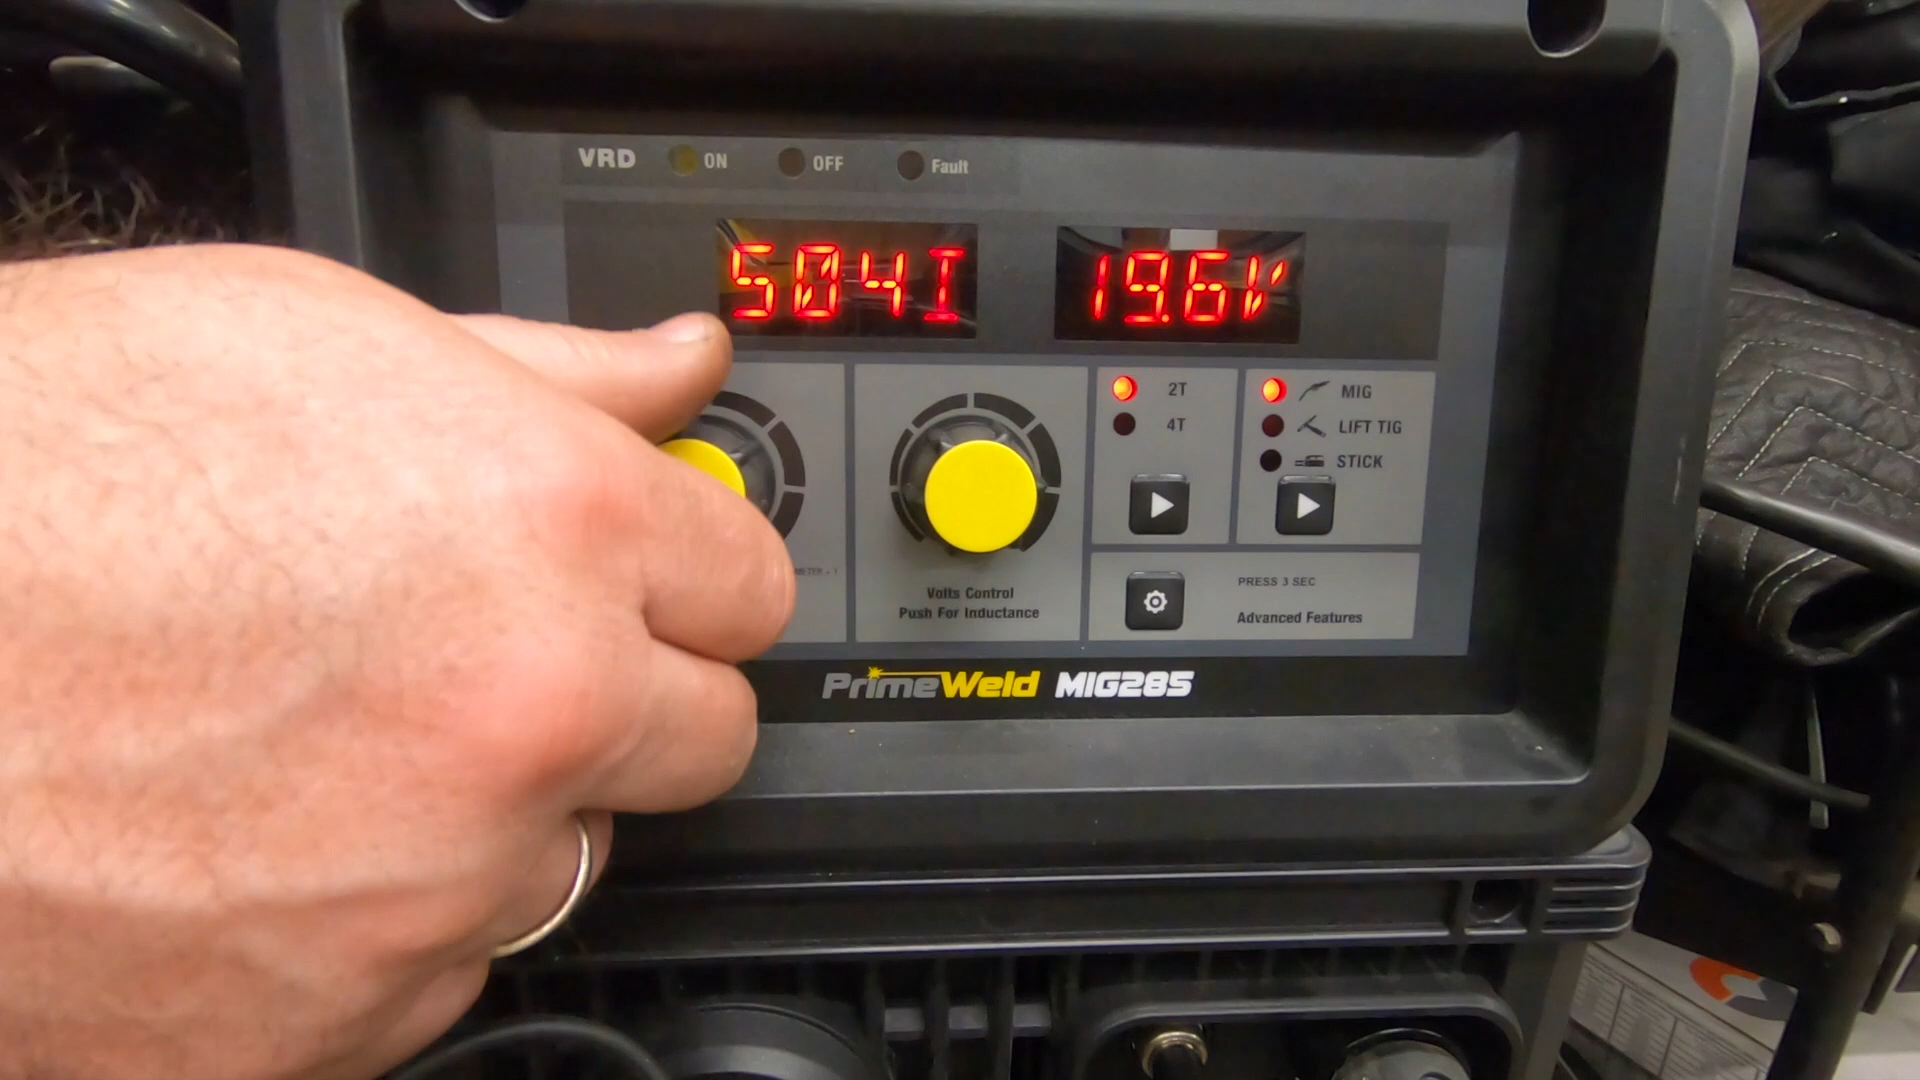 VRD ON OFF Fault
504I 19.6V
2T
4T
MIG
LIFT TIG
STICK
Volts Control
Push For Inductance
PRESS 3 SEC
Advanced Features
PrimeWeld MIG285